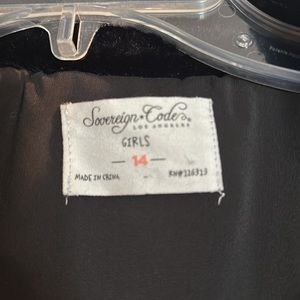 Sovereign Code®
LOS ANGELES
GIRLS
— 14 —
MADE IN CHINA
RN#126313